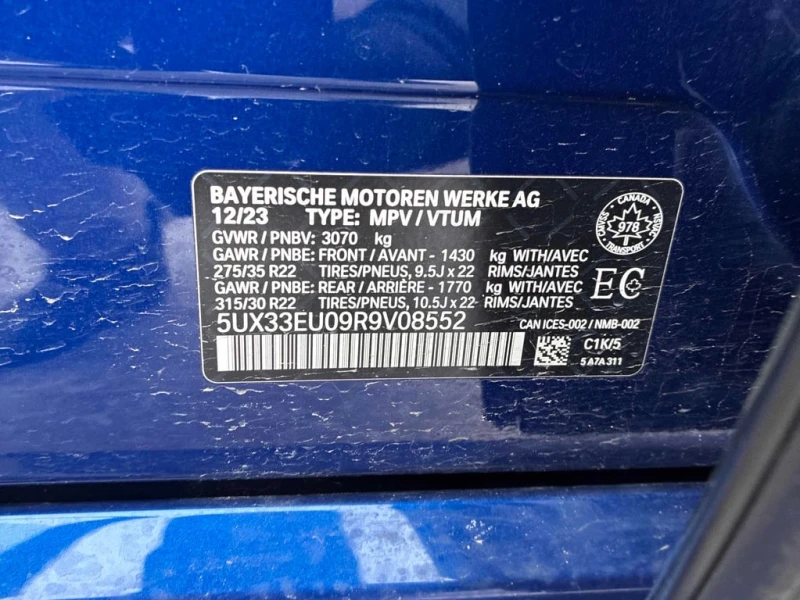 BAYERISCHE MOTOREN WERKE AG
12/23 TYPE: MPV / VTUM
GVWR / PNBV: 3070 kg
GAWR / PNBE: FRONT / AVANT - 1430 kg WITH/AVEC
275/35 R22 TIRES/PNEUS, 9.5J x 22 RIMS/JANTES
GAWR / PNBE: REAR / ARRIÈRE - 1770 kg WITH/AVEC
315/30 R22 TIRES/PNEUS, 10.5J x 22 RIMS/JANTES
5UX33EU09R9V08552
CANADA
CMVSS
978
NSVAC
TRANSPORT
EC
CAN ICES-002 / NMB-002
C1K/5
5 A7A 311